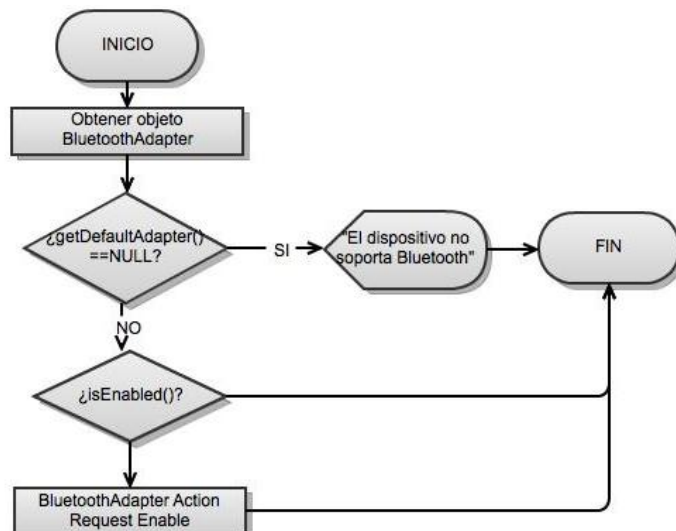 INICIO
Obtener objeto
BluetoothAdapter
¿getDefaultAdapter()
==NULL?
SI
"El dispositivo no
soporta Bluetooth"
FIN
NO
¿isEnabled()?
BluetoothAdapter Action
Request Enable